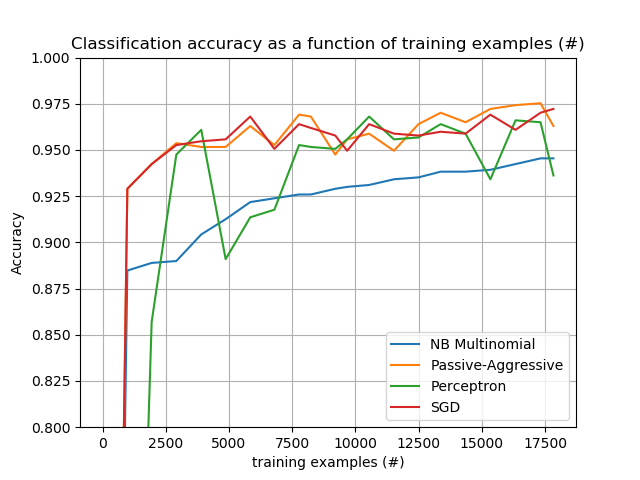 Classification accuracy as a function of training examples (#)
1.000
0.975
0.950
0.925
0.900
0.875
0.850
0.825
0.800
Accuracy
NB Multinomial
Passive-Aggressive
Perceptron
SGD
0 2500 5000 7500 10000 12500 15000 17500
training examples (#)